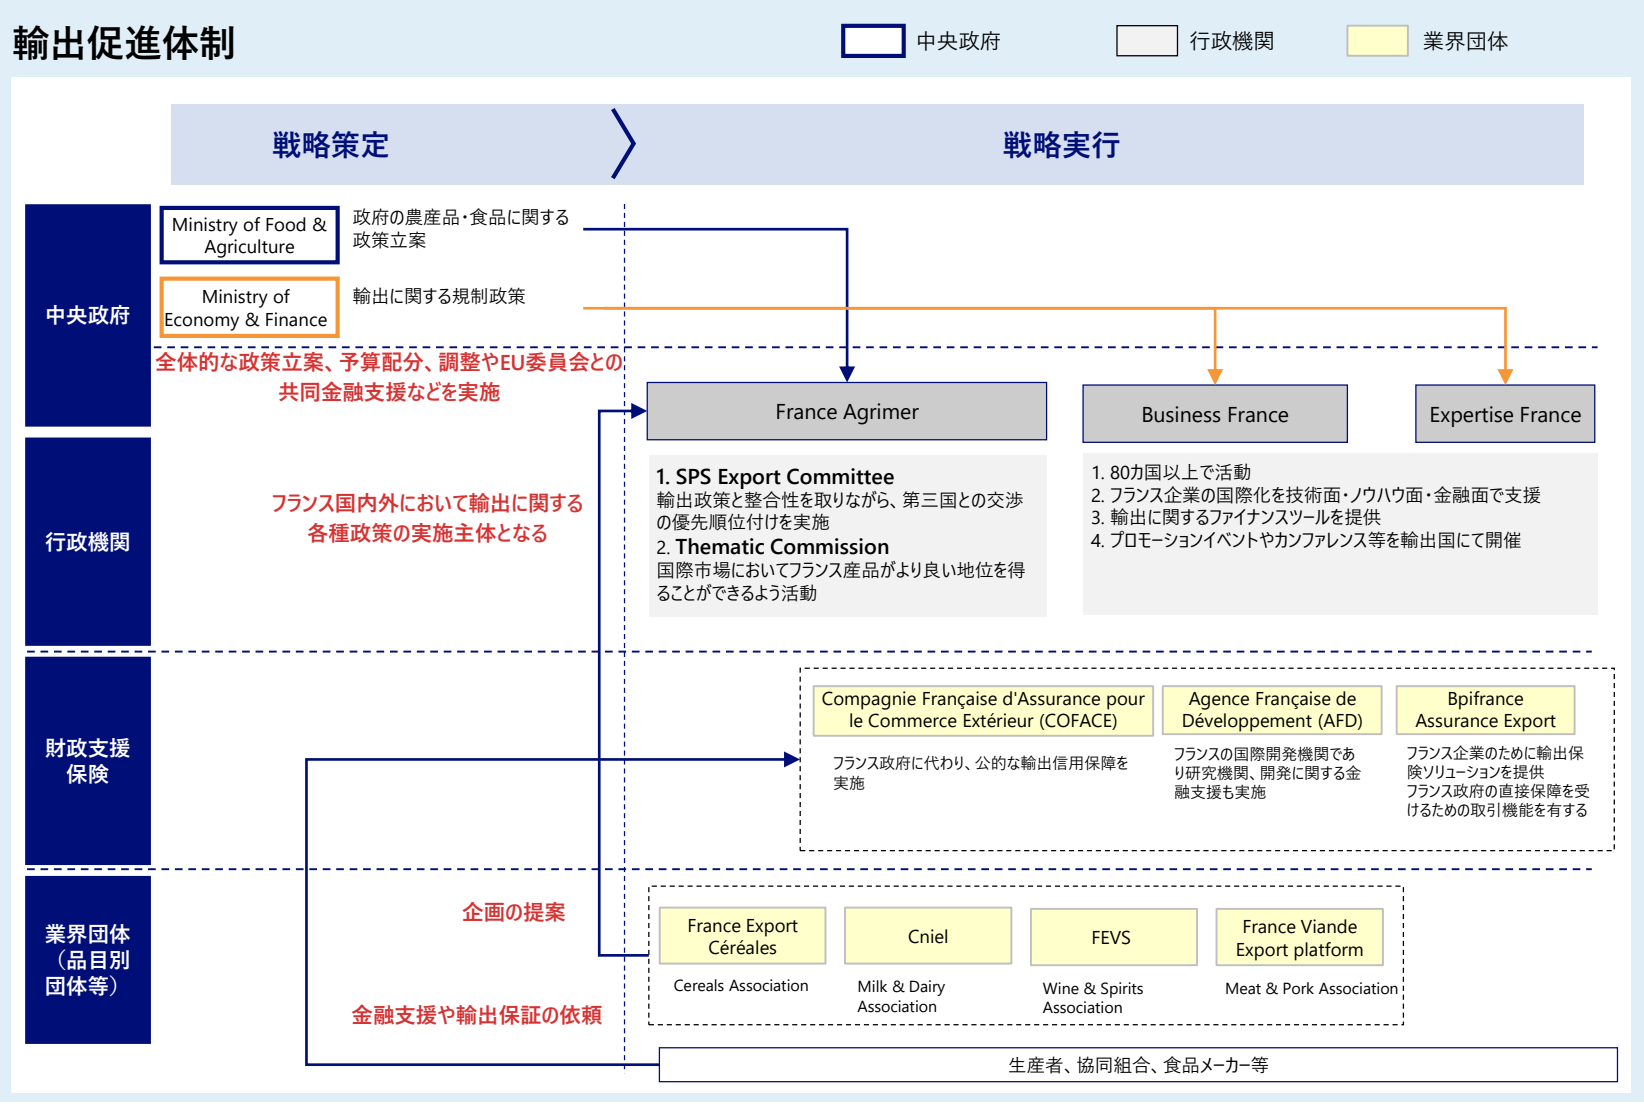 輸出促進体制
中央政府
行政機関
業界団体
戦略策定
戦略実行
中央政府
Ministry of Food &
Agriculture
政府の農産品・食品に関する
政策立案
Ministry of
Economy & Finance
輸出に関する規制政策
全体的な政策立案、予算配分、調整やEU委員会との
共同金融支援などを実施
France Agrimer
Business France
Expertise France
行政機関
フランス国内外において輸出に関する
各種政策の実施主体となる
1. SPS Export Committee
輸出政策と整合性を取りながら、第三国との交渉
の優先順位付けを実施
2. Thematic Commission
国際市場においてフランス産品がより良い地位を得
ることができるよう活動
1. 80カ国以上で活動
2. フランス企業の国際化を技術面・ノウハウ面・金融面で支援
3. 輸出に関するファイナンスツールを提供
4. プロモーションイベントやカンファレンス等を輸出国にて開催
財政支援
保険
Compagnie Française d'Assurance pour
le Commerce Extérieur (COFACE)
フランス政府に代わり、公的な輸出信用保障を
実施
Agence Française de
Développement (AFD)
フランスの国際開発機関であ
り研究機関、開発に関する金
融支援も実施
Bpifrance
Assurance Export
フランス企業のために輸出保
険ソリューションを提供
フランス政府の直接保障を受
けるための取引機能を有する
業界団体
（品目別
団体等）
企画の提案
金融支援や輸出保証の依頼
France Export
Céréales
Cereals Association
Cniel
Milk & Dairy
Association
FEVS
Wine & Spirits
Association
France Viande
Export platform
Meat & Pork Association
生産者、協同組合、食品メーカー等